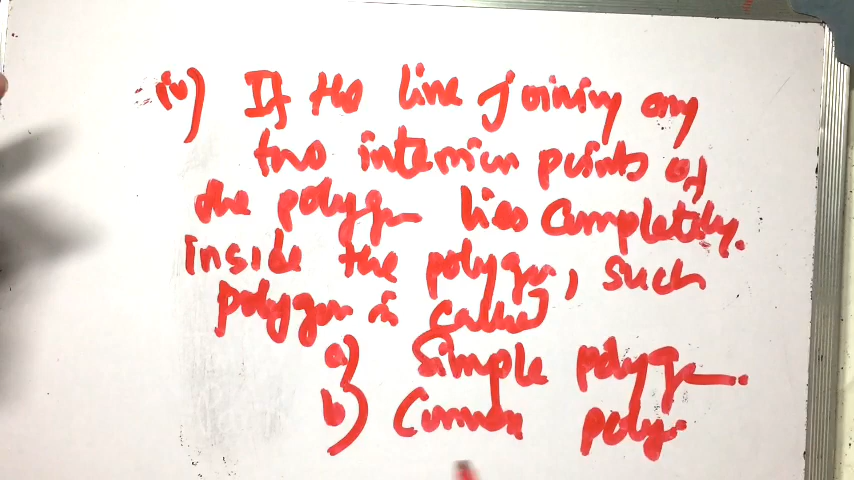 iv) If the line joining any
two interior points of
the polygon lies completely
inside the polygon, such
polygon is called
a) Simple polygon
b) Convex poly